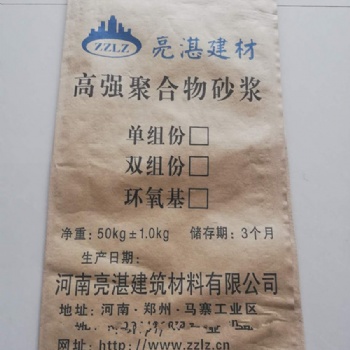 ZZLZ 亮湛建材
高强聚合物砂浆
单组份□
双组份□
环氧基□
净重：50kg±1.0kg 储存期：3个月
生产日期：
河南亮湛建筑材料有限公司
地址：河南·郑州·马寨工业区
网址：http://www.zzlz.cn